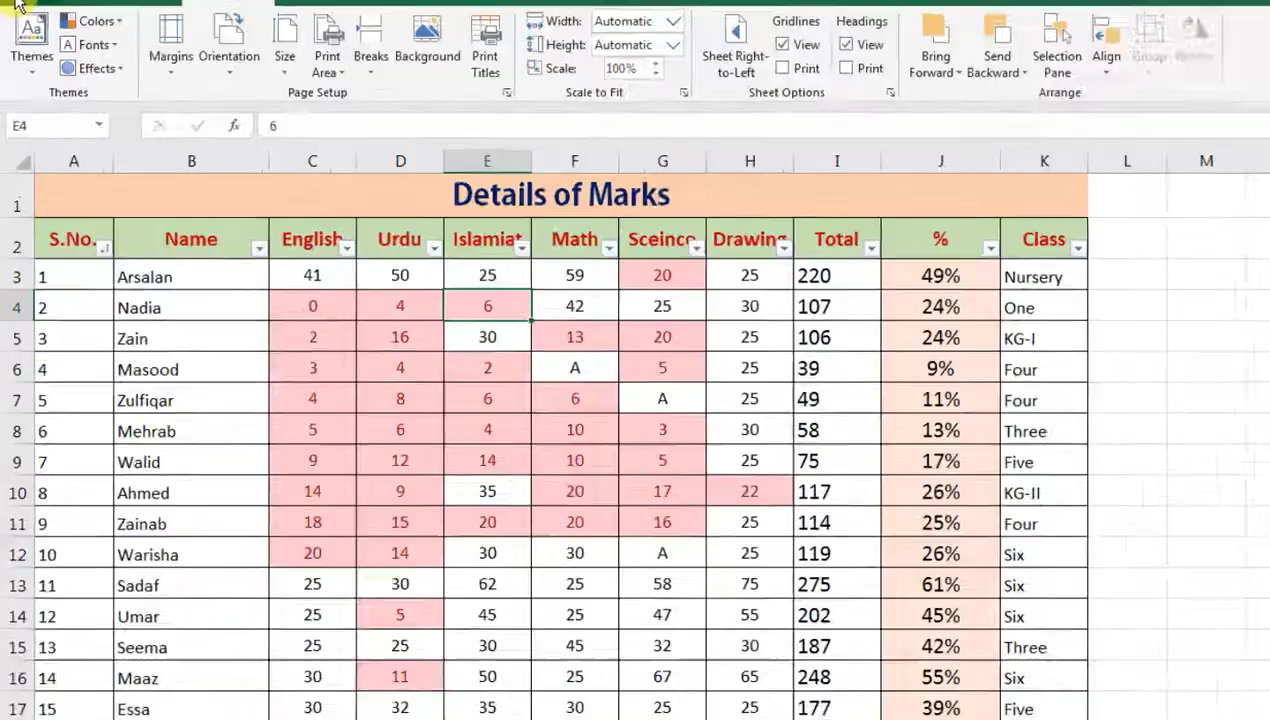 Colors Width: Automatic Gridlines Headings
Aa Fonts Height: Automatic View View
Themes Effects Margins Orientation Size Print Area Breaks Background Print Titles Scale: 100% Sheet Right-to-Left Print Print Bring Forward Send Backward Selection Pane Align Group Rotate
Themes Page Setup Scale to Fit Sheet Options Arrange
E4 fx 6
A B C D E F G H I J K L M
1 Details of Marks
2 S.No. Name English Urdu Islamiat Math Sceince Drawing Total % Class
3 1 Arsalan 41 50 25 59 20 25 220 49% Nursery
4 2 Nadia 0 4 6 42 25 30 107 24% One
5 3 Zain 2 16 30 13 20 25 106 24% KG-I
6 4 Masood 3 4 2 A 5 25 39 9% Four
7 5 Zulfiqar 4 8 6 6 A 25 49 11% Four
8 6 Mehrab 5 6 4 10 3 30 58 13% Three
9 7 Walid 9 12 14 10 5 25 75 17% Five
10 8 Ahmed 14 9 35 20 17 22 117 26% KG-II
11 9 Zainab 18 15 20 20 16 25 114 25% Four
12 10 Warisha 20 14 30 30 A 25 119 26% Six
13 11 Sadaf 25 30 62 25 58 75 275 61% Six
14 12 Umar 25 5 45 25 47 55 202 45% Six
15 13 Seema 25 25 30 45 32 30 187 42% Three
16 14 Maaz 30 11 50 25 67 65 248 55% Six
17 15 Essa 30 32 35 30 25 25 177 39% Five